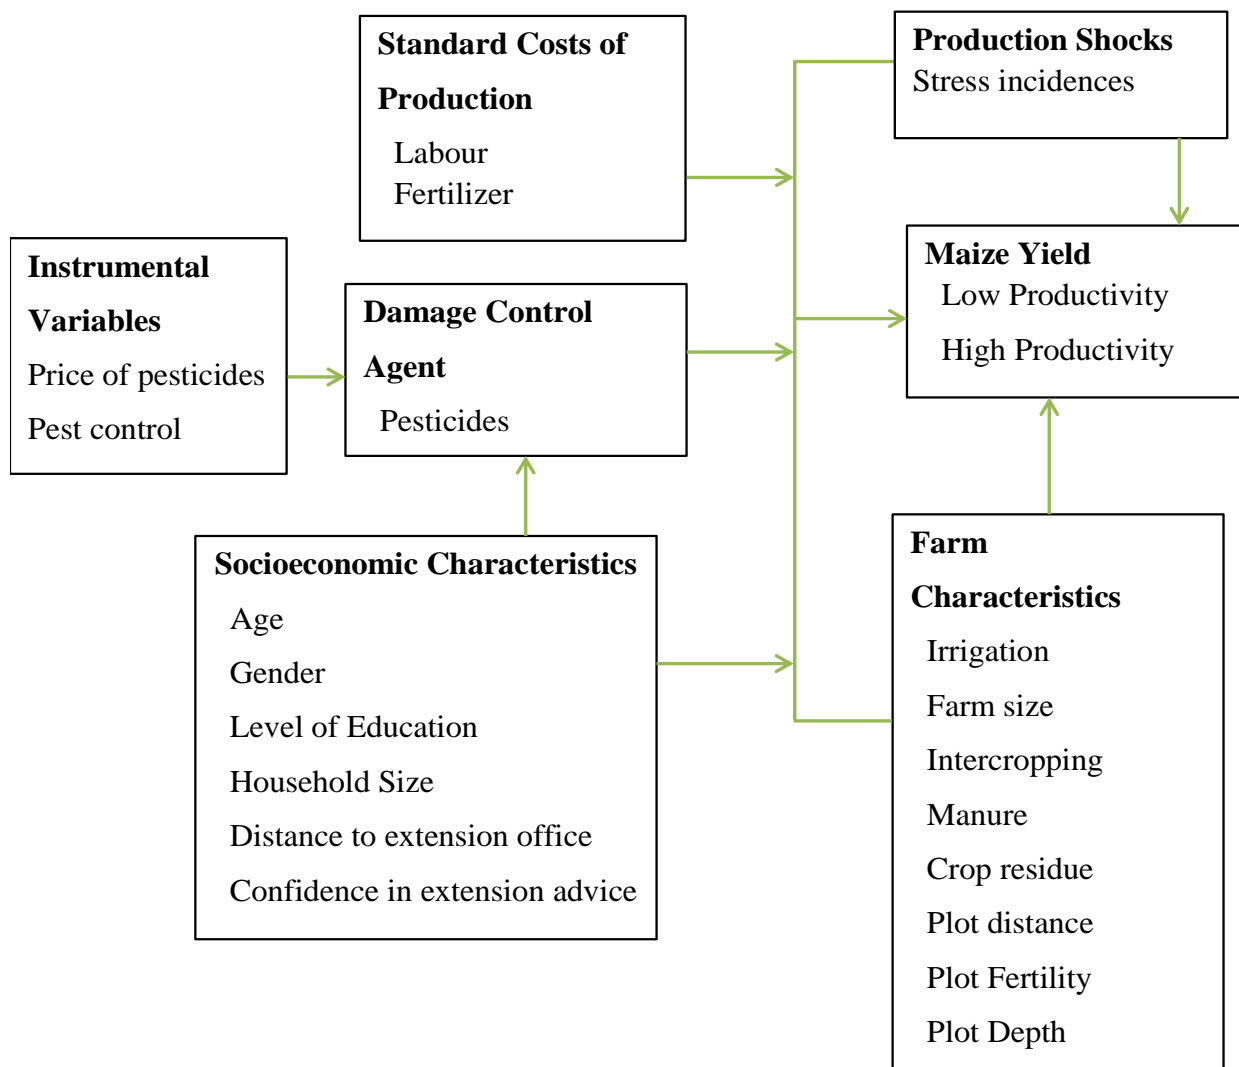 Standard Costs of
Production
Labour
Fertilizer
Production Shocks
Stress incidences
Instrumental
Variables
Price of pesticides
Pest control
Damage Control
Agent
Pesticides
Maize Yield
Low Productivity
High Productivity
Socioeconomic Characteristics
Age
Gender
Level of Education
Household Size
Distance to extension office
Confidence in extension advice
Farm
Characteristics
Irrigation
Farm size
Intercropping
Manure
Crop residue
Plot distance
Plot Fertility
Plot Depth